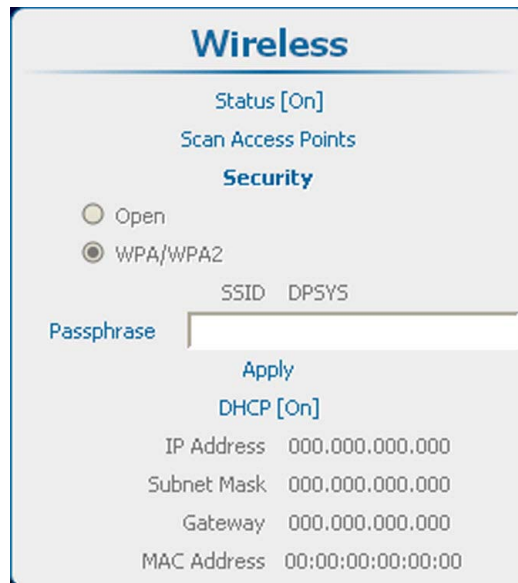 Wireless
Status [On]
Scan Access Points
Security
Open
WPA/WPA2
SSID DPSYS
Passphrase
Apply
DHCP [On]
IP Address 000.000.000.000
Subnet Mask 000.000.000.000
Gateway 000.000.000.000
MAC Address 00:00:00:00:00:00